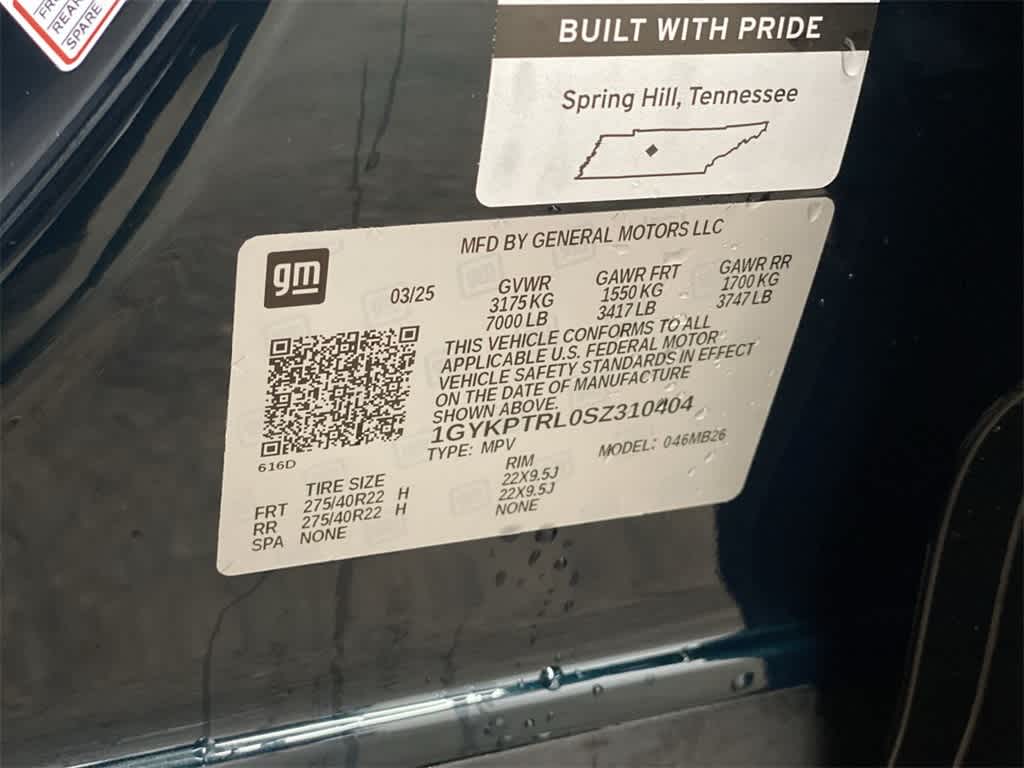 FRO
REAR
SPARE
BUILT WITH PRIDE
Spring Hill, Tennessee
gm
MFD BY GENERAL MOTORS LLC
03/25
GVWR
3175 KG
7000 LB
GAWR FRT
1550 KG
3417 LB
GAWR RR
1700 KG
3747 LB
THIS VEHICLE CONFORMS TO ALL
APPLICABLE U.S. FEDERAL MOTOR
VEHICLE SAFETY STANDARDS IN EFFECT
ON THE DATE OF MANUFACTURE
SHOWN ABOVE.
1GYKPTRL0SZ310404
TYPE: MPV MODEL: 046MB26
616D
TIRE SIZE RIM
FRT 275/40R22 H 22X9.5J
RR 275/40R22 H 22X9.5J
SPA NONE NONE